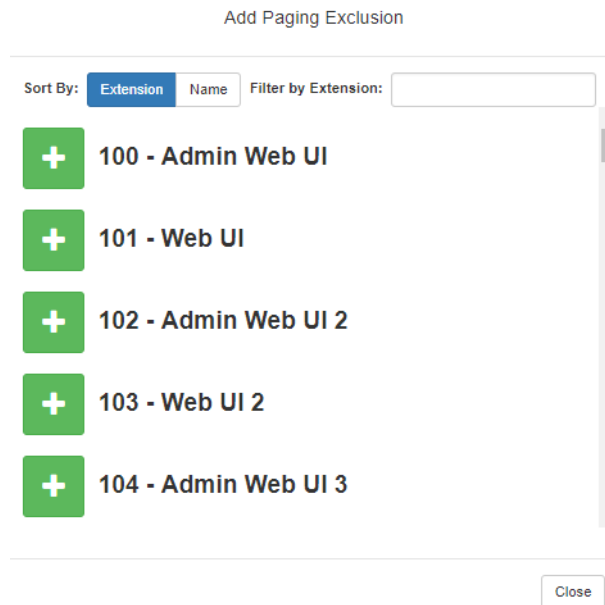 Add Paging Exclusion
Sort By: Extension Name Filter by Extension:
100 - Admin Web UI
101 - Web UI
102 - Admin Web UI 2
103 - Web UI 2
104 - Admin Web UI 3
Close